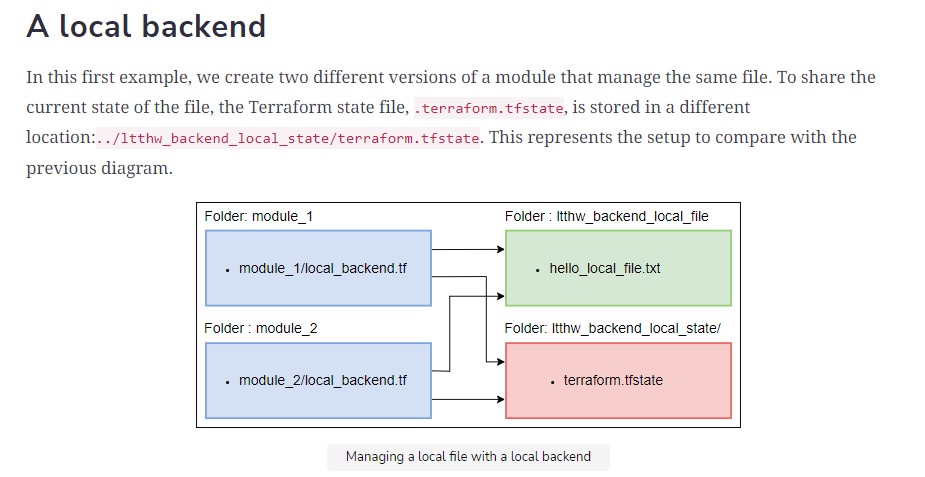 A local backend
In this first example, we create two different versions of a module that manage the same file. To share the
current state of the file, the Terraform state file, .terraform.tfstate, is stored in a different
location:../ltthw_backend_local_state/terraform.tfstate. This represents the setup to compare with the
previous diagram.
Folder: module_1
Folder : ltthw_backend_local_file
• module_1/local_backend.tf
• hello_local_file.txt
Folder : module_2
Folder: ltthw_backend_local_state/
• module_2/local_backend.tf
• terraform.tfstate
Managing a local file with a local backend